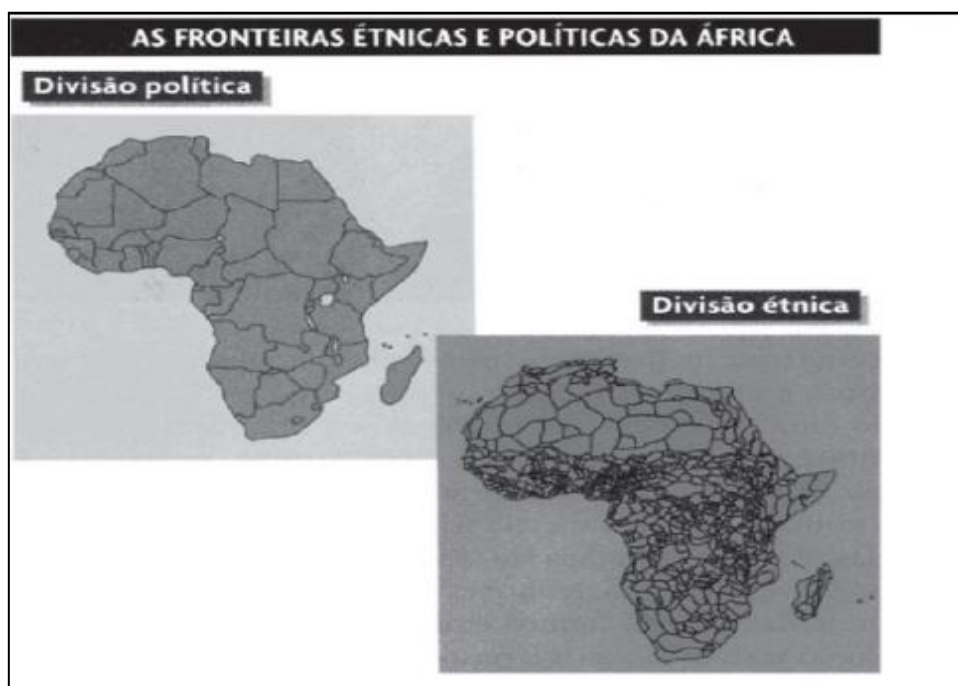 AS FRONTEIRAS ÉTNICAS E POLÍTICAS DA ÁFRICA
Divisão política
Divisão étnica